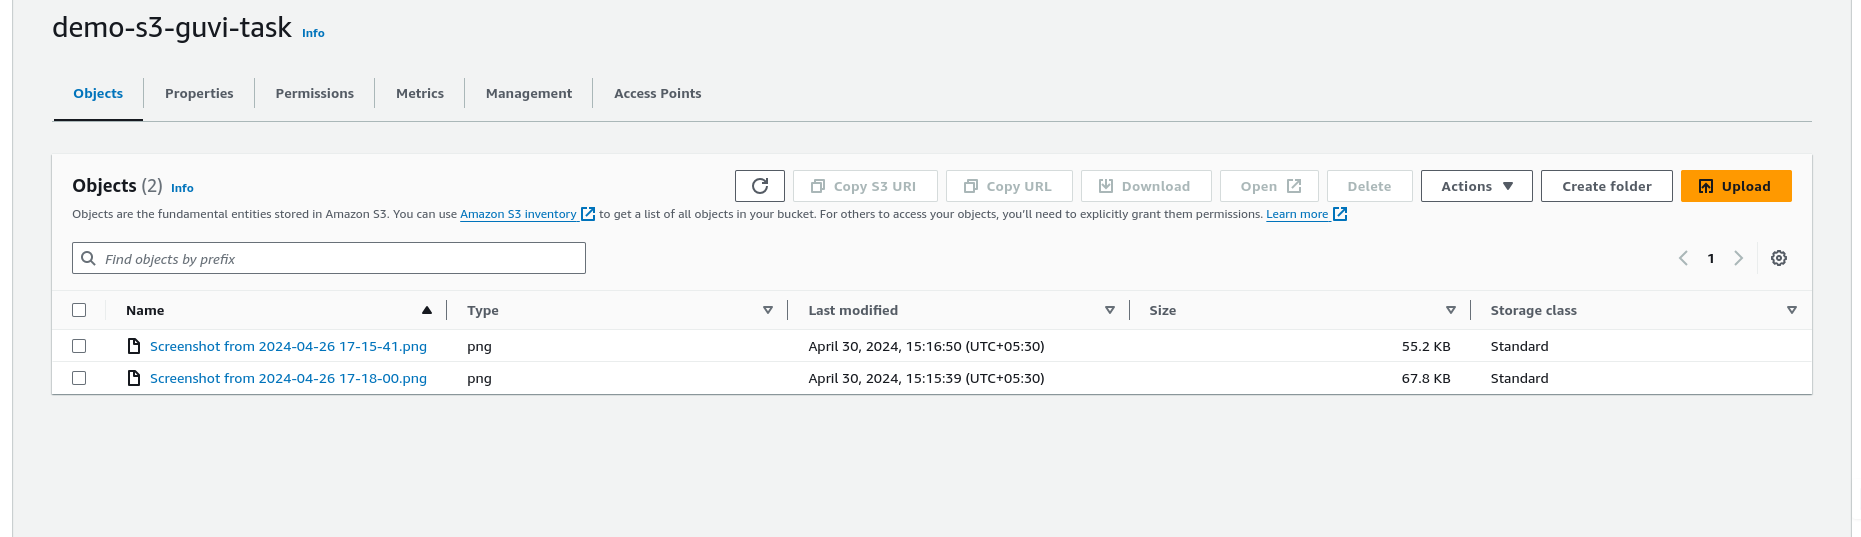 demo-s3-guvi-task Info
Objects Properties Permissions Metrics Management Access Points
Objects (2) Info
Copy S3 URI Copy URL Download Open Delete Actions Create folder Upload
Objects are the fundamental entities stored in Amazon S3. You can use Amazon S3 inventory to get a list of all objects in your bucket. For others to access your objects, you'll need to explicitly grant them permissions. Learn more
Find objects by prefix
1
Name Type Last modified Size Storage class
Screenshot from 2024-04-26 17-15-41.png png April 30, 2024, 15:16:50 (UTC+05:30) 55.2 KB Standard
Screenshot from 2024-04-26 17-18-00.png png April 30, 2024, 15:15:39 (UTC+05:30) 67.8 KB Standard